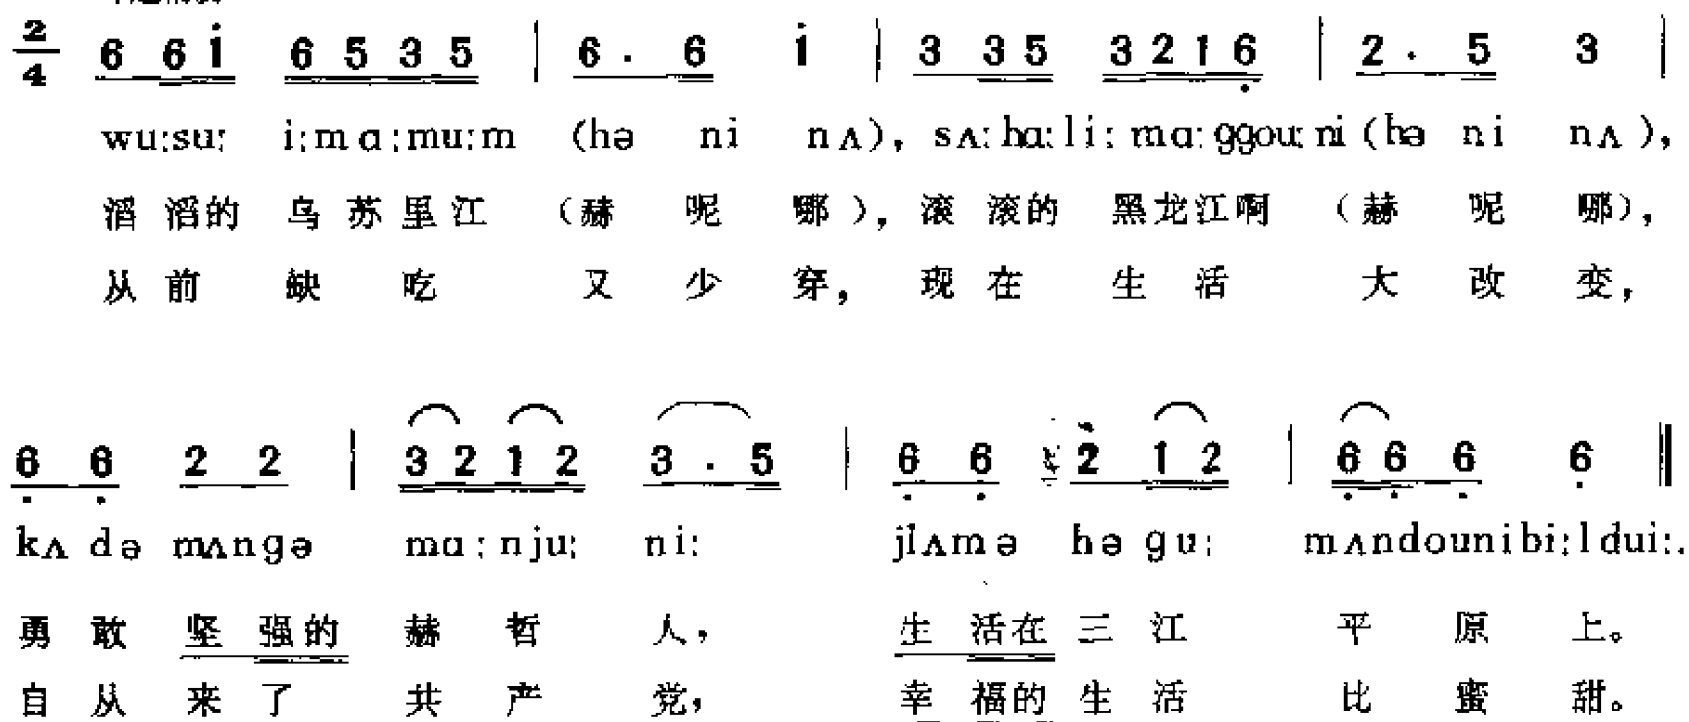 2/4 6 6 i 6 5 3 5 | 6 . 6 i | 3 3 5 3 2 1 6 | 2 . 5 3 |
wu:su: i:mɑ:mu:m (hə ni nʌ), sʌ:hɑ:li:mɑ:ggou:ni (hə ni nʌ),
滔滔的乌苏里江（赫呢哪），滚滚的黑龙江啊（赫呢哪），
从前缺吃又少穿，现在生活大改变，
6 6 2 2 | 3 2 1 2 3 . 5 | 6 6 2 1 2 | 6 6 6 6 ‖
kʌ də mʌngə mɑ:nju: ni: jlʌmə həgu: mʌndounibi:ldui:.
勇敢坚强的赫哲人，生活在三江平原上。
自从来了共产党，幸福的生活比蜜甜。